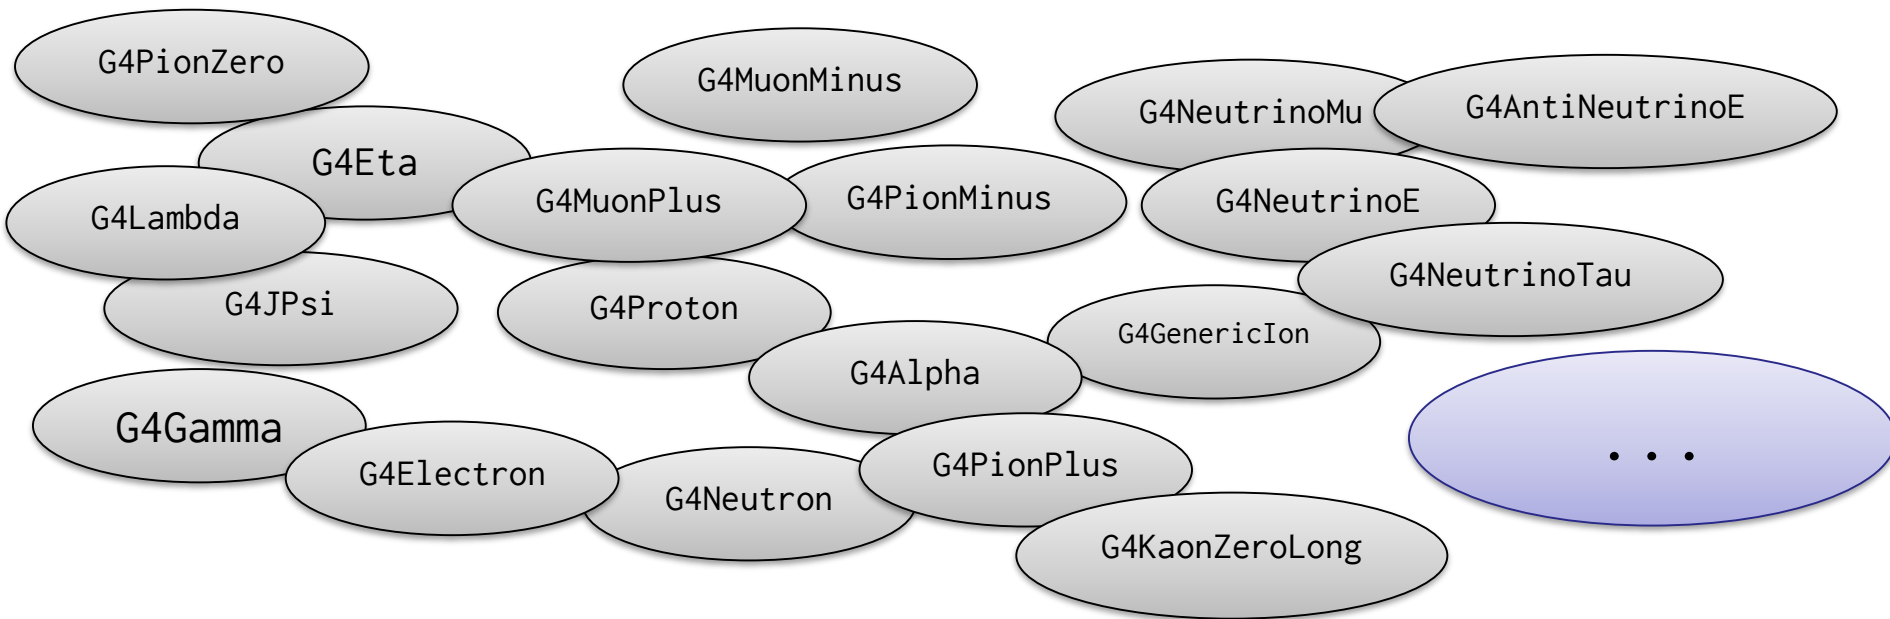 G4PionZero
G4MuonMinus
G4NeutrinoMu
G4AntiNeutrinoE
G4Eta
G4Lambda
G4MuonPlus
G4PionMinus
G4NeutrinoE
G4NeutrinoTau
G4JPsi
G4Proton
G4GenericIon
G4Alpha
G4Gamma
G4Electron
G4Neutron
G4PionPlus
G4KaonZeroLong
...